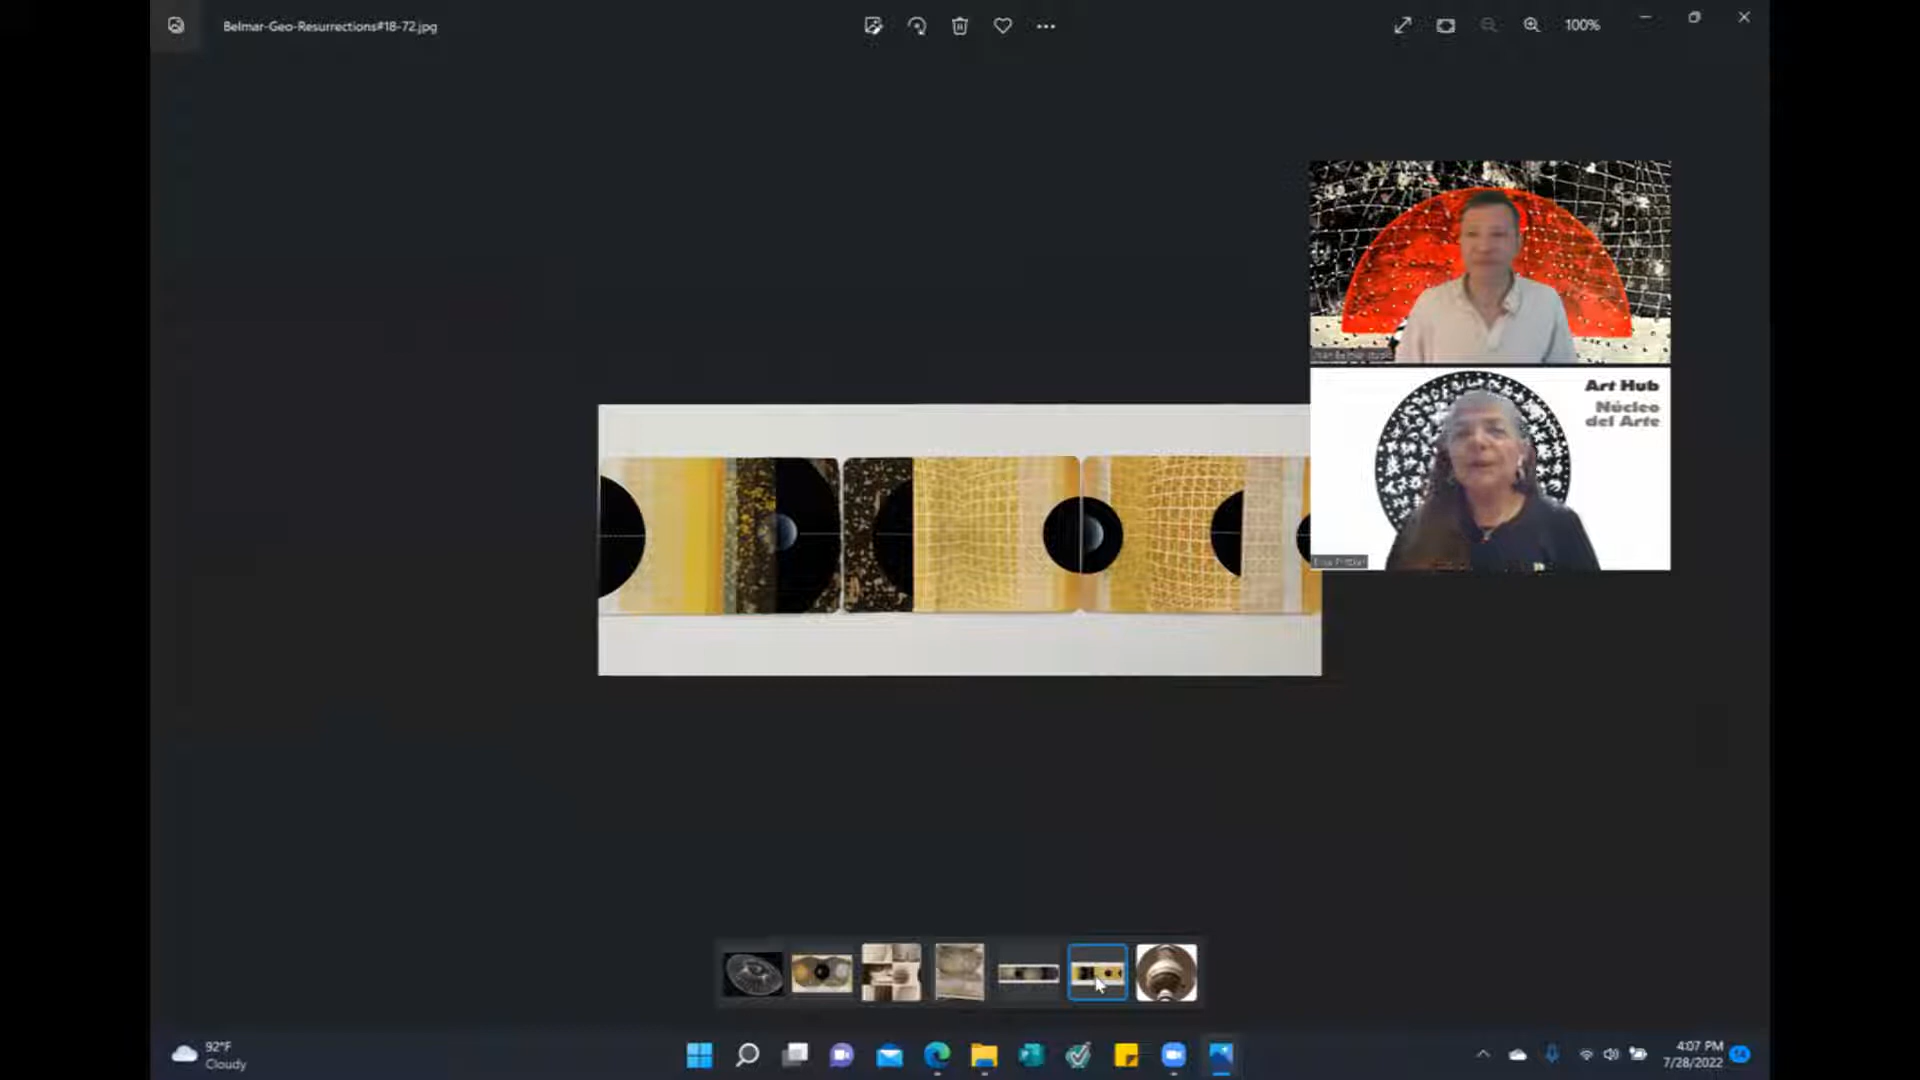 Belmar-Geo-Resurrections#18-72.jpg
100%
Art Hub
Núcleo
del Arte
92°F
Cloudy
4:07 PM
7/28/2022